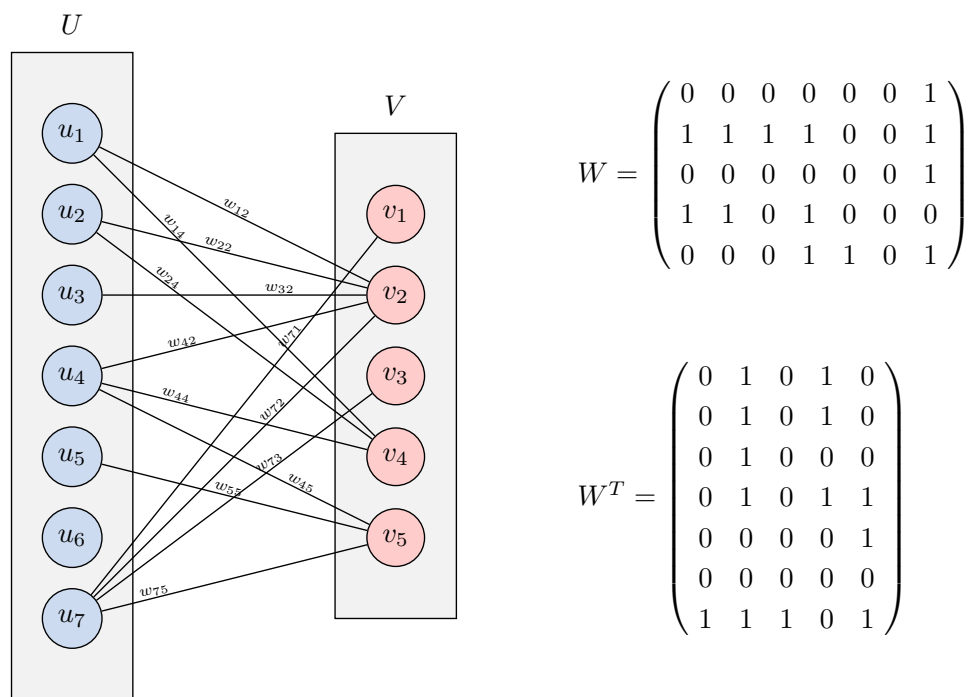 U
V
u1
u2
u3
u4
u5
u6
u7
v1
v2
v3
v4
v5
w12
w14
w22
w24
w32
w42
w44
w45
w55
w71
w72
w73
w75
W =
0 0 0 0 0 0 1
1 1 1 1 0 0 1
0 0 0 0 0 0 1
1 1 0 1 0 0 0
0 0 0 1 1 0 1
W^T =
0 1 0 1 0
0 1 0 1 0
0 1 0 0 0
0 1 0 1 1
0 0 0 0 1
0 0 0 0 0
1 1 1 0 1